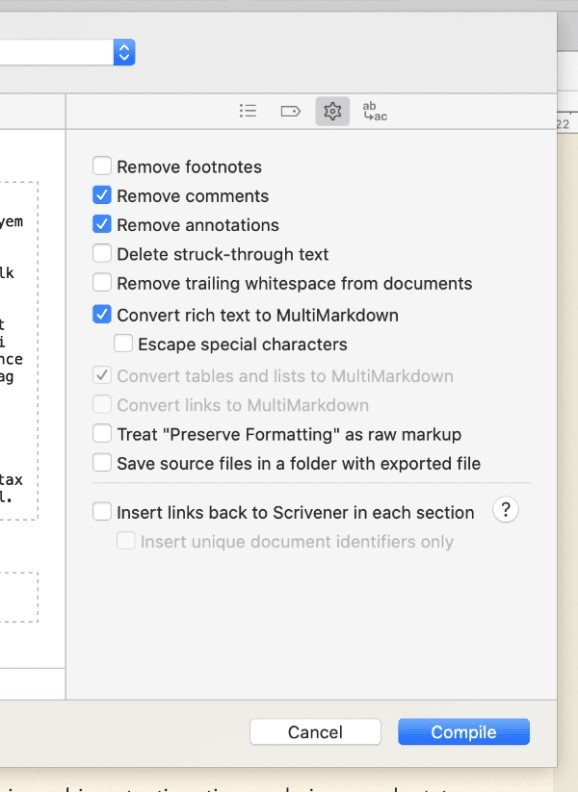 ab
ac
22
Remove footnotes
yem
Remove comments
Remove annotations
Delete struck-through text
lk
Remove trailing whitespace from documents
t
Convert rich text to MultiMarkdown
i
Escape special characters
nce
ag
Convert tables and lists to MultiMarkdown
Convert links to MultiMarkdown
Treat "Preserve Formatting" as raw markup
Save source files in a folder with exported file
tax
l.
Insert links back to Scrivener in each section
?
Insert unique document identifiers only
Cancel
Compile